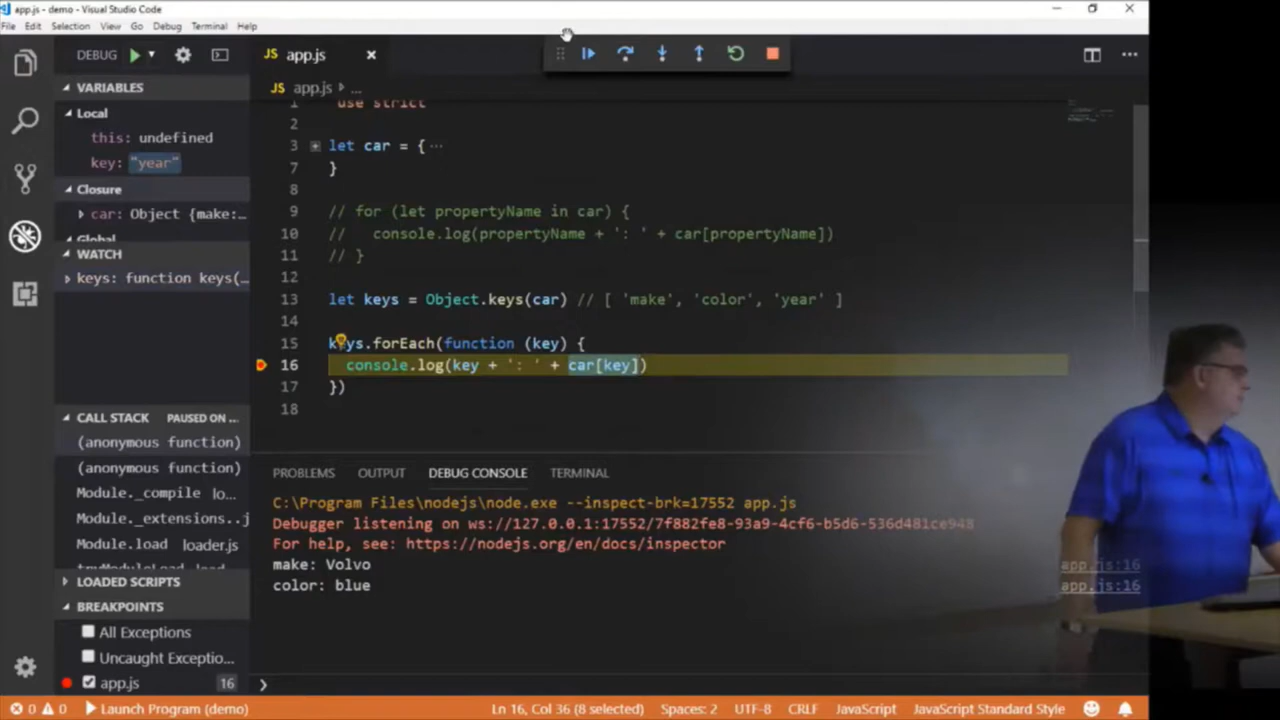 app.js - demo - Visual Studio Code
File Edit Selection View Go Debug Terminal Help
DEBUG
JS app.js
JS app.js
...
VARIABLES
Local
this: undefined
key: "year"
Closure
car: Object {make:…
Global
WATCH
keys: function keys(…
CALL STACK PAUSED ON …
(anonymous function)
(anonymous function)
Module._compile lo…
Module._extensions..j
Module.load loader.js
LOADED SCRIPTS
BREAKPOINTS
All Exceptions
Uncaught Exceptio…
app.js 16
1 use strict
2
3 let car = { ...
7 }
8
9 // for (let propertyName in car) {
10 // console.log(propertyName + ': ' + car[propertyName])
11 // }
12
13 let keys = Object.keys(car) // [ 'make', 'color', 'year' ]
14
15 keys.forEach(function (key) {
16 console.log(key + ': ' + car[key])
17 })
18
PROBLEMS OUTPUT DEBUG CONSOLE TERMINAL
C:\Program Files\nodejs\node.exe --inspect-brk=17552 app.js
Debugger listening on ws://127.0.0.1:17552/7f882fe8-93a9-4cf6-b5d6-536d481ce948
For help, see: https://nodejs.org/en/docs/inspector
make: Volvo app.js:16
color: blue app.js:16
0 0 Launch Program (demo) Ln 16, Col 36 (8 selected) Spaces: 2 UTF-8 CRLF JavaScript JavaScript Standard Style